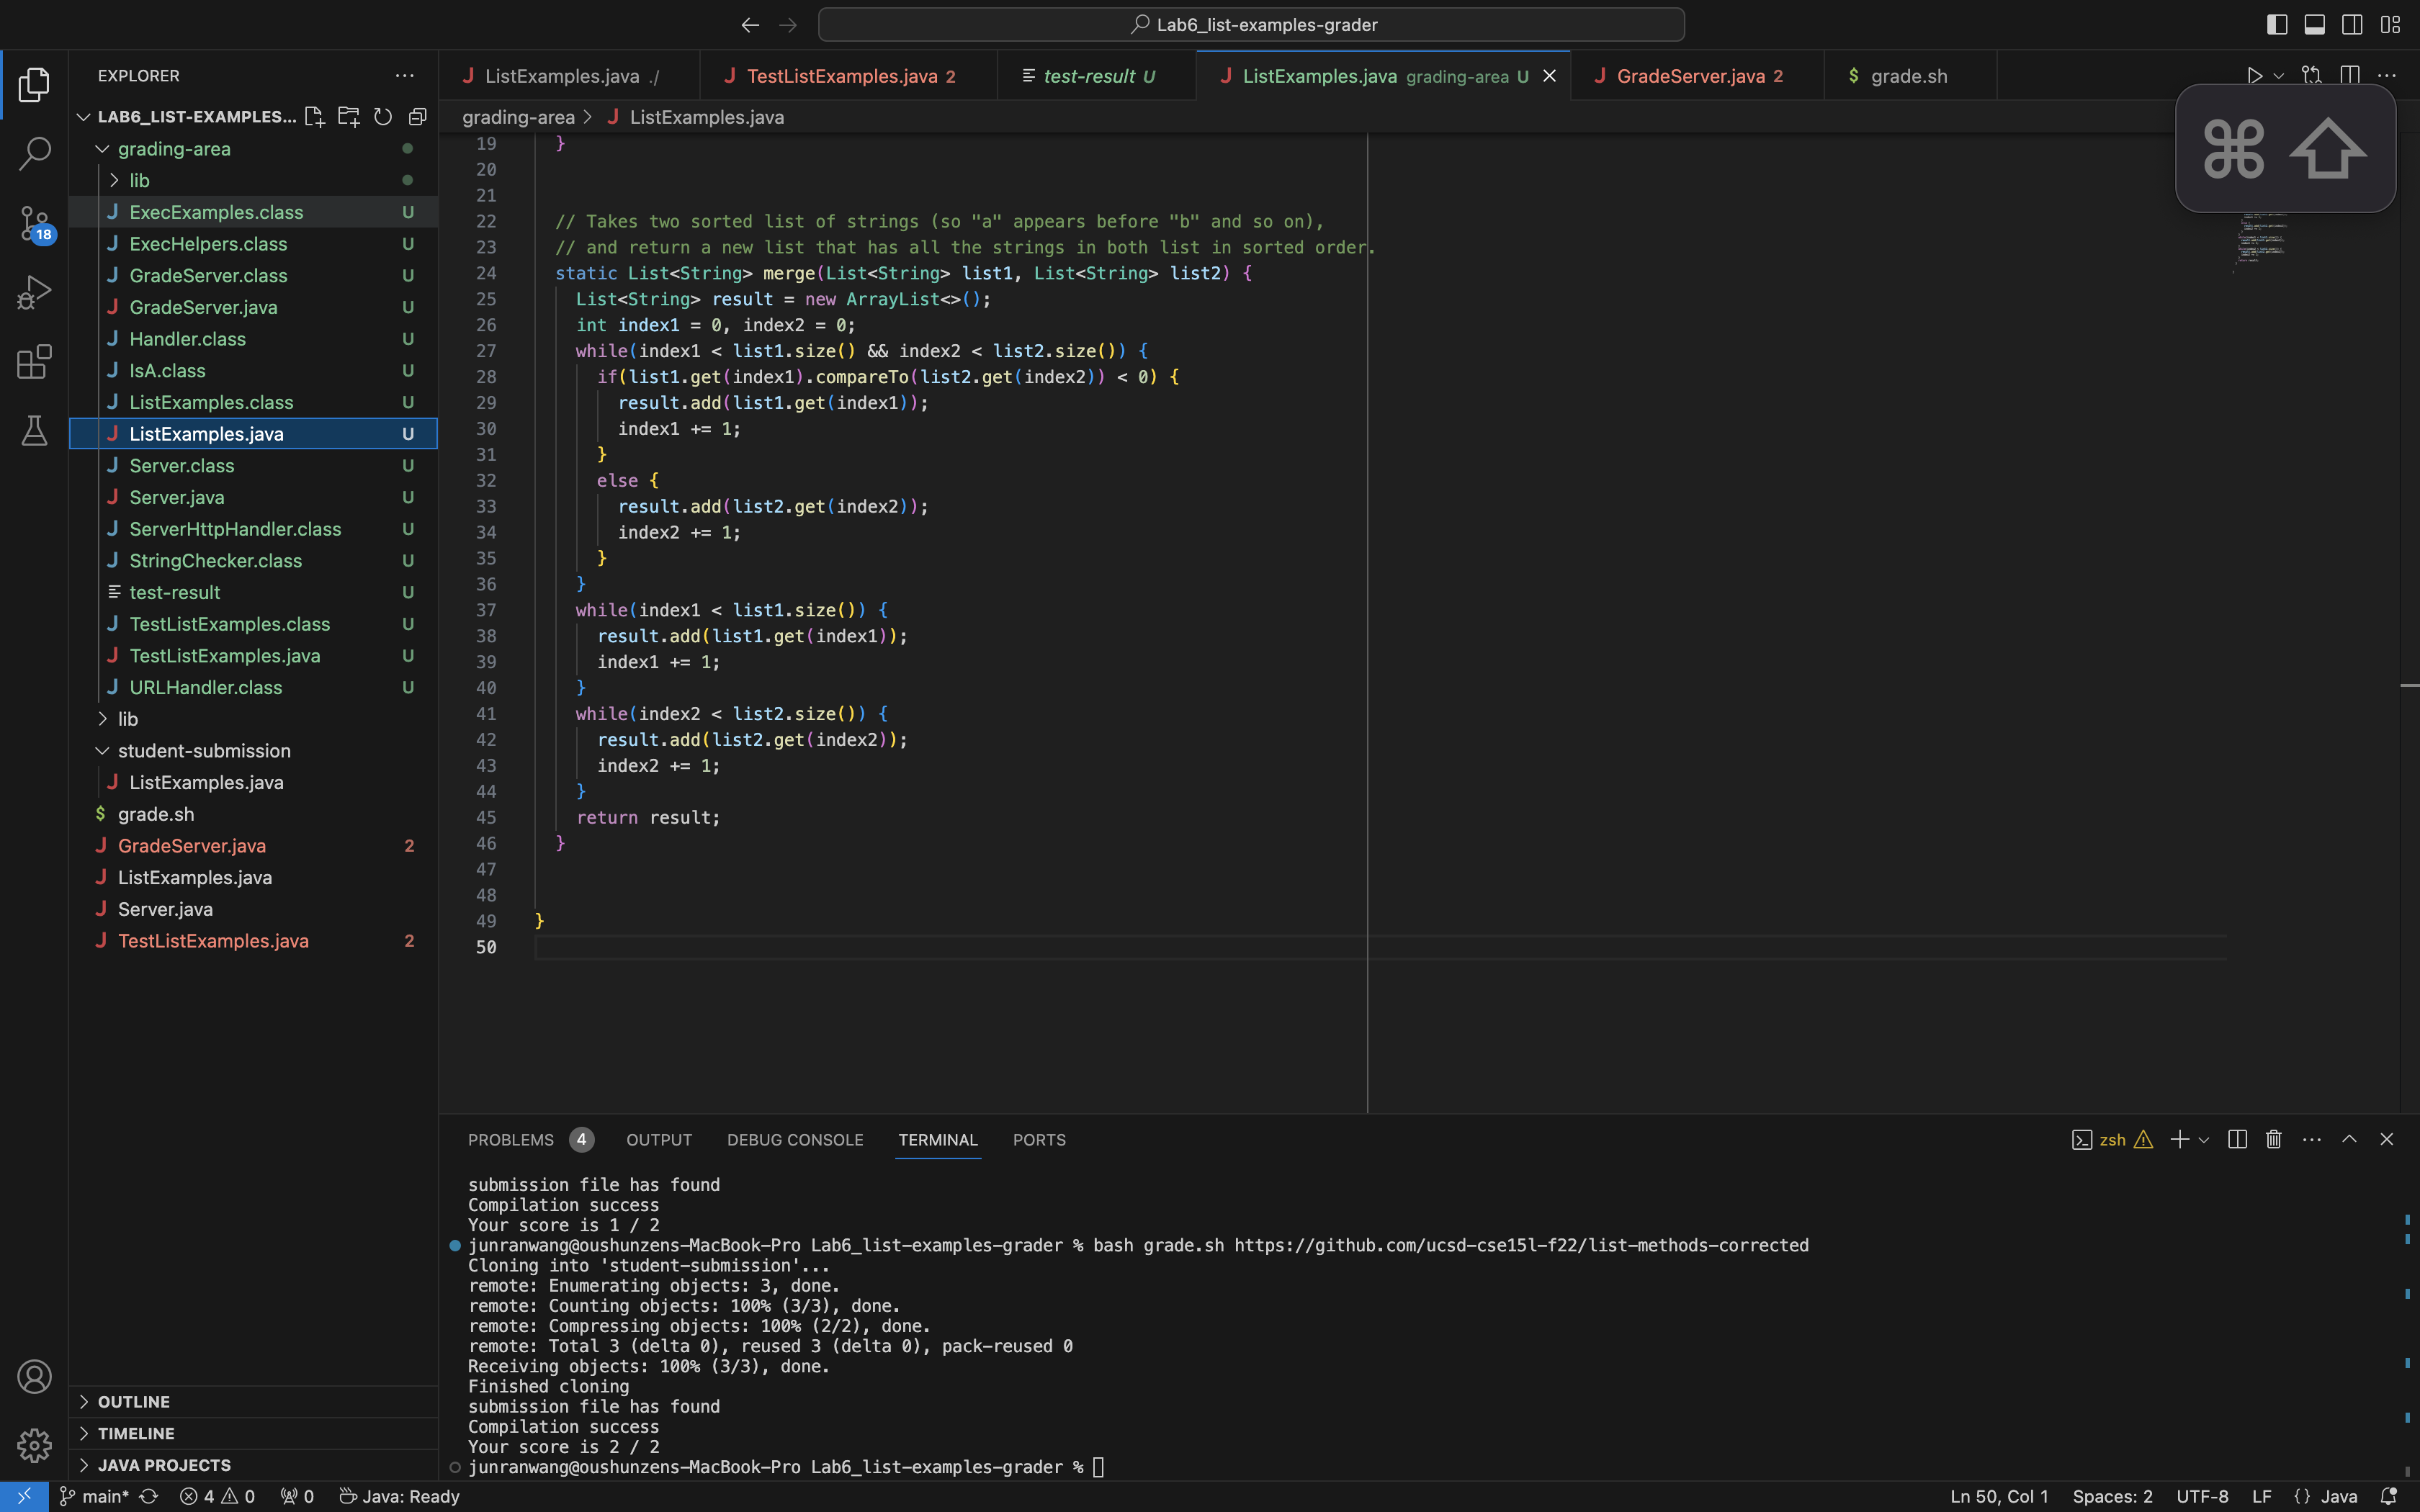 Lab6_list-examples-grader
EXPLORER
ListExamples.java ./
TestListExamples.java 2
test-result U
ListExamples.java grading-area U
GradeServer.java 2
$ grade.sh
⌘ ⇧
LAB6_LIST-EXAMPLES...
grading-area > J ListExamples.java
grading-area
lib
J ExecExamples.class U
J ExecHelpers.class U
J GradeServer.class U
J GradeServer.java U
J Handler.class U
J IsA.class U
J ListExamples.class U
J ListExamples.java U
J Server.class U
J Server.java U
J ServerHttpHandler.class U
J StringChecker.class U
test-result U
J TestListExamples.class U
J TestListExamples.java U
J URLHandler.class U
lib
student-submission
J ListExamples.java
$ grade.sh
J GradeServer.java 2
J ListExamples.java
J Server.java
J TestListExamples.java 2
18
OUTLINE
TIMELINE
JAVA PROJECTS
19 }
20
21
22 // Takes two sorted list of strings (so "a" appears before "b" and so on),
23 // and return a new list that has all the strings in both list in sorted order.
24 static List<String> merge(List<String> list1, List<String> list2) {
25 List<String> result = new ArrayList<>();
26 int index1 = 0, index2 = 0;
27 while(index1 < list1.size() && index2 < list2.size()) {
28 if(list1.get(index1).compareTo(list2.get(index2)) < 0) {
29 result.add(list1.get(index1));
30 index1 += 1;
31 }
32 else {
33 result.add(list2.get(index2));
34 index2 += 1;
35 }
36 }
37 while(index1 < list1.size()) {
38 result.add(list1.get(index1));
39 index1 += 1;
40 }
41 while(index2 < list2.size()) {
42 result.add(list2.get(index2));
43 index2 += 1;
44 }
45 return result;
46 }
47
48
49 }
50
PROBLEMS 4 OUTPUT DEBUG CONSOLE TERMINAL PORTS
zsh
submission file has found
Compilation success
Your score is 1 / 2
junranwang@oushunzens-MacBook-Pro Lab6_list-examples-grader % bash grade.sh https://github.com/ucsd-cse15l-f22/list-methods-corrected
Cloning into 'student-submission'...
remote: Enumerating objects: 3, done.
remote: Counting objects: 100% (3/3), done.
remote: Compressing objects: 100% (2/2), done.
remote: Total 3 (delta 0), reused 3 (delta 0), pack-reused 0
Receiving objects: 100% (3/3), done.
Finished cloning
submission file has found
Compilation success
Your score is 2 / 2
junranwang@oushunzens-MacBook-Pro Lab6_list-examples-grader %
main* 4 0 0 Java: Ready
Ln 50, Col 1 Spaces: 2 UTF-8 LF {} Java